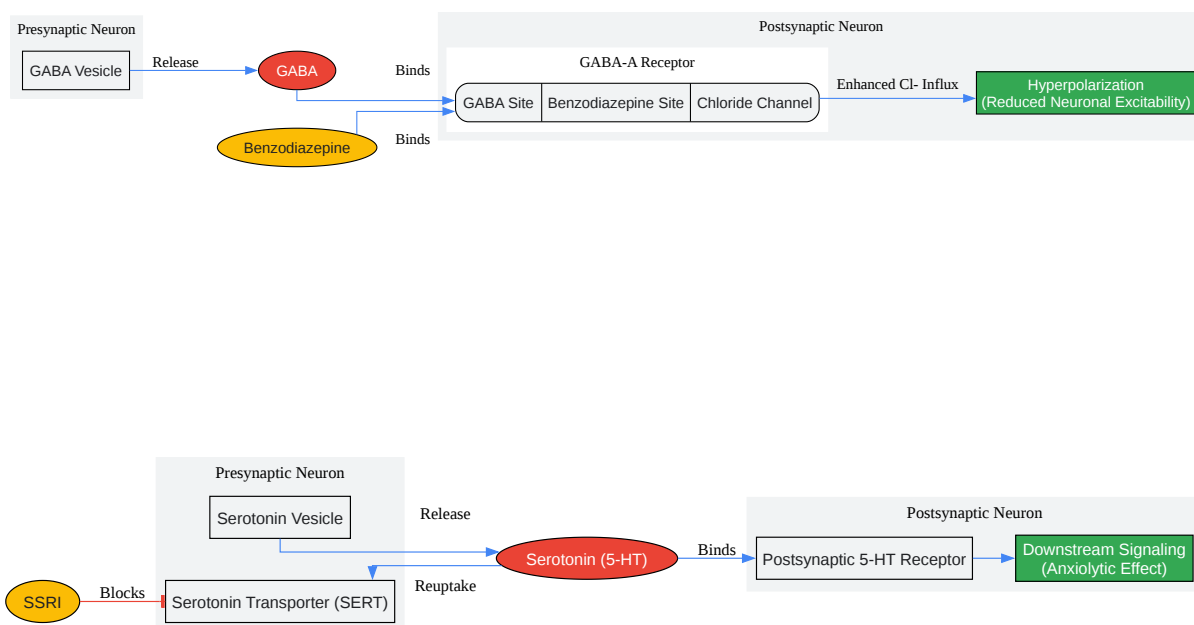 Presynaptic Neuron
GABA Vesicle
Release
GABA
Binds
Benzodiazepine
Binds
Postsynaptic Neuron
GABA-A Receptor
GABA Site
Benzodiazepine Site
Chloride Channel
Enhanced Cl- Influx
Hyperpolarization
(Reduced Neuronal Excitability)
Presynaptic Neuron
Serotonin Vesicle
Release
SSRI
Blocks
Serotonin Transporter (SERT)
Reuptake
Serotonin (5-HT)
Binds
Postsynaptic Neuron
Postsynaptic 5-HT Receptor
Downstream Signaling
(Anxiolytic Effect)